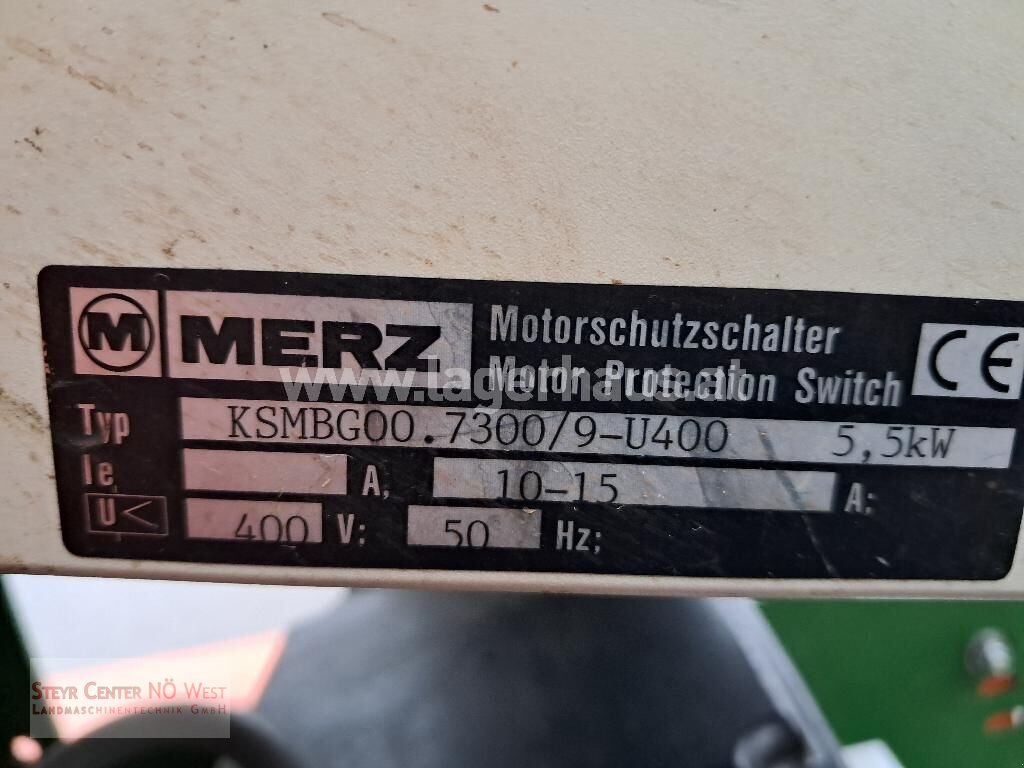 M MERZ Motorschutzschalter
Motor Protection Switch CE
www.lagerhaus.at
Typ KSMBG00.7300/9-U400 5,5kW
Ie A, 10-15 A;
U< 400 V; 50 Hz;
STEYR CENTER NÖ WEST
LANDMASCHINENTECHNIK GMBH